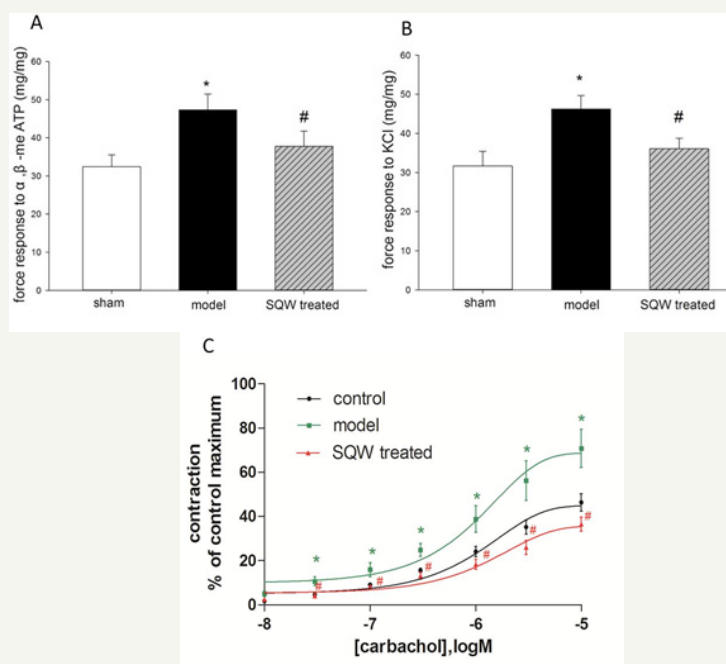 A
force response to α ,β -me ATP (mg/mg)
60
50
40
30
20
10
0
*
#
sham
model
SQW treated
B
force response to KCl (mg/mg)
60
50
40
30
20
10
0
*
#
sham
model
SQW treated
C
contraction
% of control maximum
100
80
60
40
20
0
control
model
SQW treated
* * * * * * *
# # # # # #
-8 -7 -6 -5
[carbachol],logM